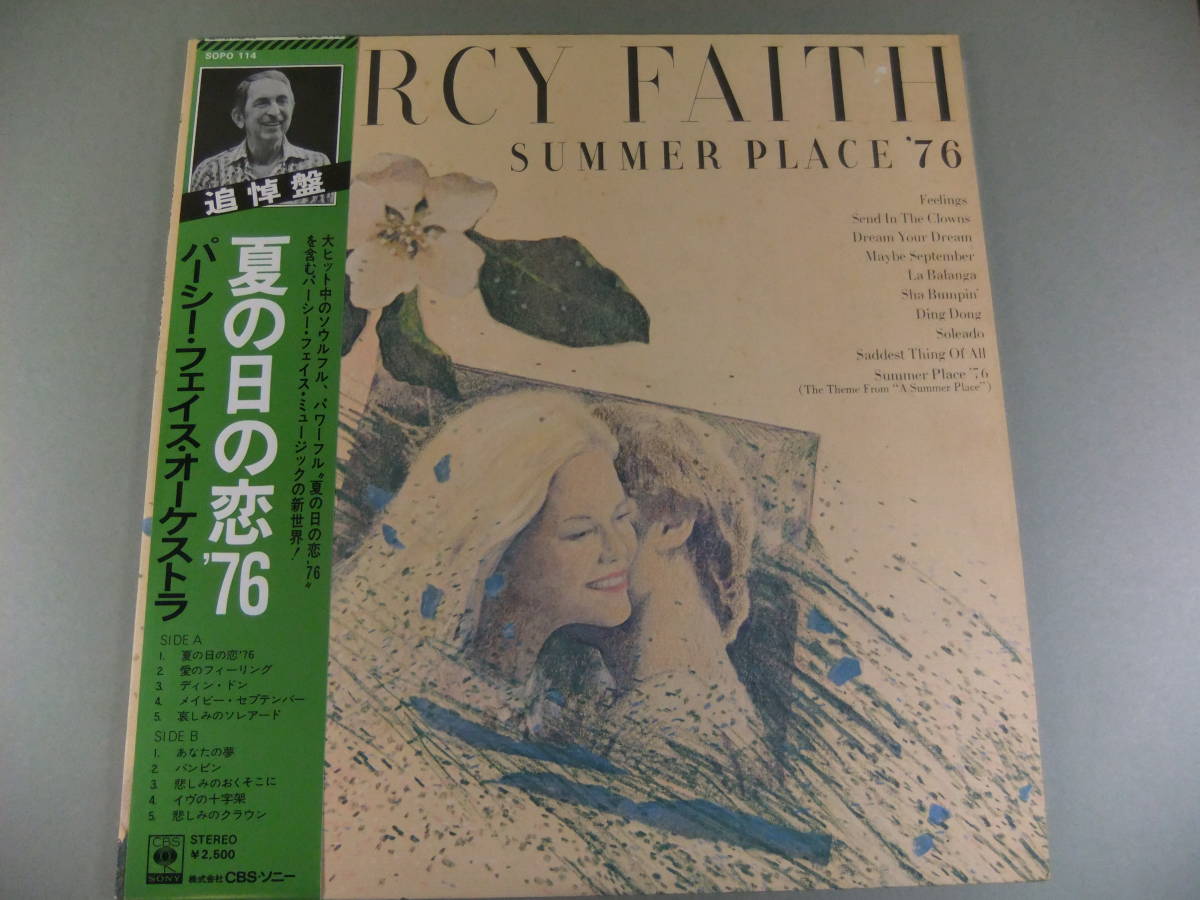 SOPO 114
追悼盤
大ヒット中のソウルフル、パワーフル"夏の日の恋'76"
を含むパーシー・フェイス・ミュージックの新世界！
夏の日の恋'76
パーシー・フェイス・オーケストラ
SIDE A
1. 夏の日の恋'76
2. 愛のフィーリング
3. ディン・ドン
4. メイビー・セプテンバー
5. 哀しみのソレアード
SIDE B
1. あなたの夢
2. バンピン
3. 悲しみのおくそこに
4. イヴの十字架
5. 悲しみのクラウン
CBS
SONY
STEREO
¥2,500
株式会社 CBS・ソニー
RCY FAITH
SUMMER PLACE '76
Feelings
Send In The Clowns
Dream Your Dream
Maybe September
La Balanga
Sha Bumpin'
Ding Dong
Soleado
Saddest Thing Of All
Summer Place '76
(The Theme From "A Summer Place")